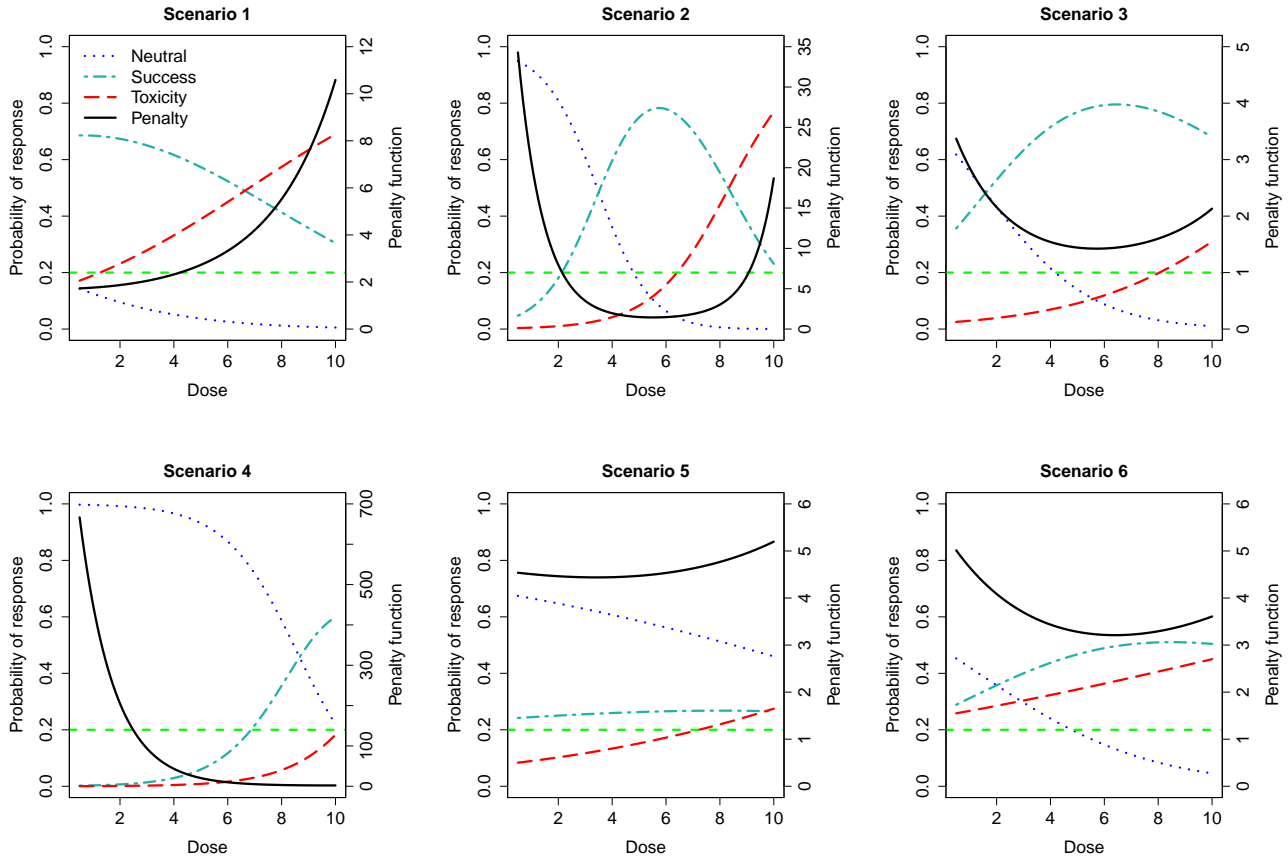 Scenario 1
Neutral
Success
Toxicity
Penalty
Probability of response
0.0 0.2 0.4 0.6 0.8 1.0
Penalty function
0 2 4 6 8 10 12
2 4 6 8 10
Dose
Scenario 2
Probability of response
0.0 0.2 0.4 0.6 0.8 1.0
Penalty function
0 5 10 15 20 25 30 35
2 4 6 8 10
Dose
Scenario 3
Probability of response
0.0 0.2 0.4 0.6 0.8 1.0
Penalty function
0 1 2 3 4 5
2 4 6 8 10
Dose
Scenario 4
Probability of response
0.0 0.2 0.4 0.6 0.8 1.0
Penalty function
0 100 300 500 700
2 4 6 8 10
Dose
Scenario 5
Probability of response
0.0 0.2 0.4 0.6 0.8 1.0
Penalty function
0 1 2 3 4 5 6
2 4 6 8 10
Dose
Scenario 6
Probability of response
0.0 0.2 0.4 0.6 0.8 1.0
Penalty function
0 1 2 3 4 5 6
2 4 6 8 10
Dose